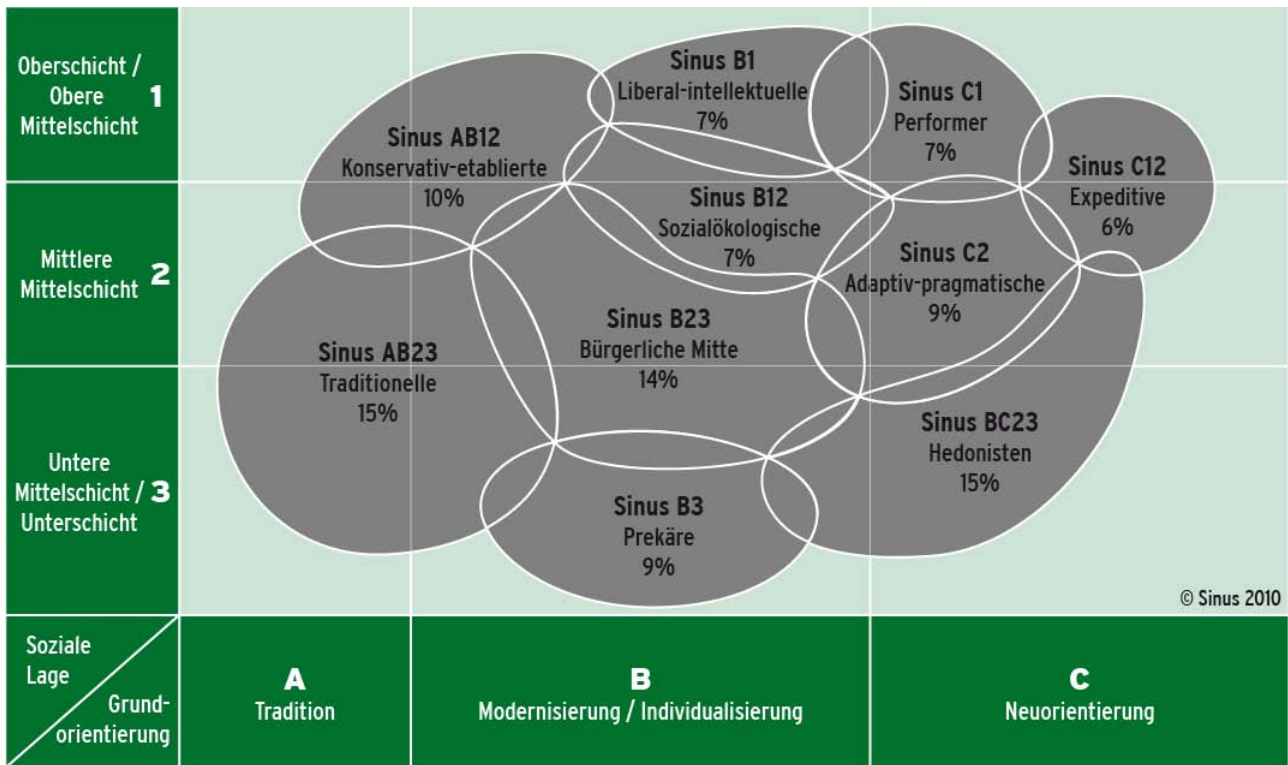 Oberschicht /
Obere
Mittelschicht
1
Mittlere
Mittelschicht
2
Untere
Mittelschicht /
Unterschicht
3
Sinus B1
Liberal-intellektuelle
7%
Sinus C1
Performer
7%
Sinus AB12
Konservativ-etablierte
10%
Sinus C12
Expeditive
6%
Sinus B12
Sozialökologische
7%
Sinus C2
Adaptiv-pragmatische
9%
Sinus B23
Bürgerliche Mitte
14%
Sinus AB23
Traditionelle
15%
Sinus BC23
Hedonisten
15%
Sinus B3
Prekäre
9%
© Sinus 2010
Soziale
Lage
Grund-
orientierung
A
Tradition
B
Modernisierung / Individualisierung
C
Neuorientierung